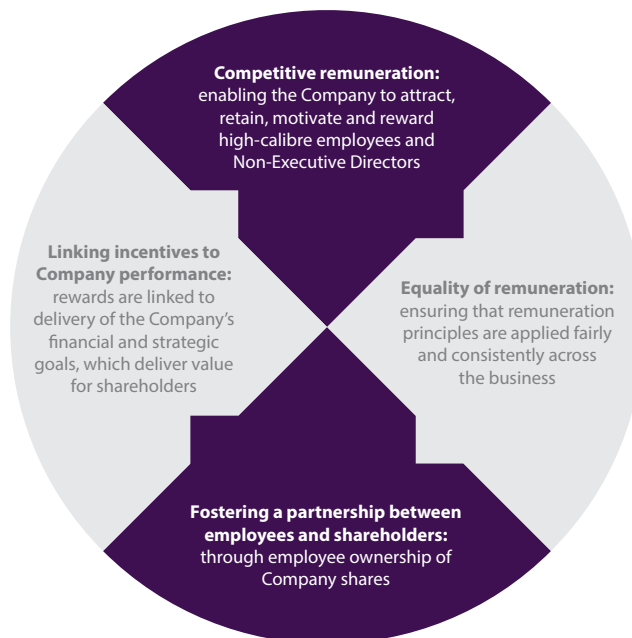 Competitive remuneration:
enabling the Company to attract,
retain, motivate and reward
high-calibre employees and
Non-Executive Directors
Linking incentives to
Company performance:
rewards are linked to
delivery of the Company’s
financial and strategic
goals, which deliver value
for shareholders
Equality of remuneration:
ensuring that remuneration
principles are applied fairly
and consistently across
the business
Fostering a partnership between
employees and shareholders:
through employee ownership of
Company shares